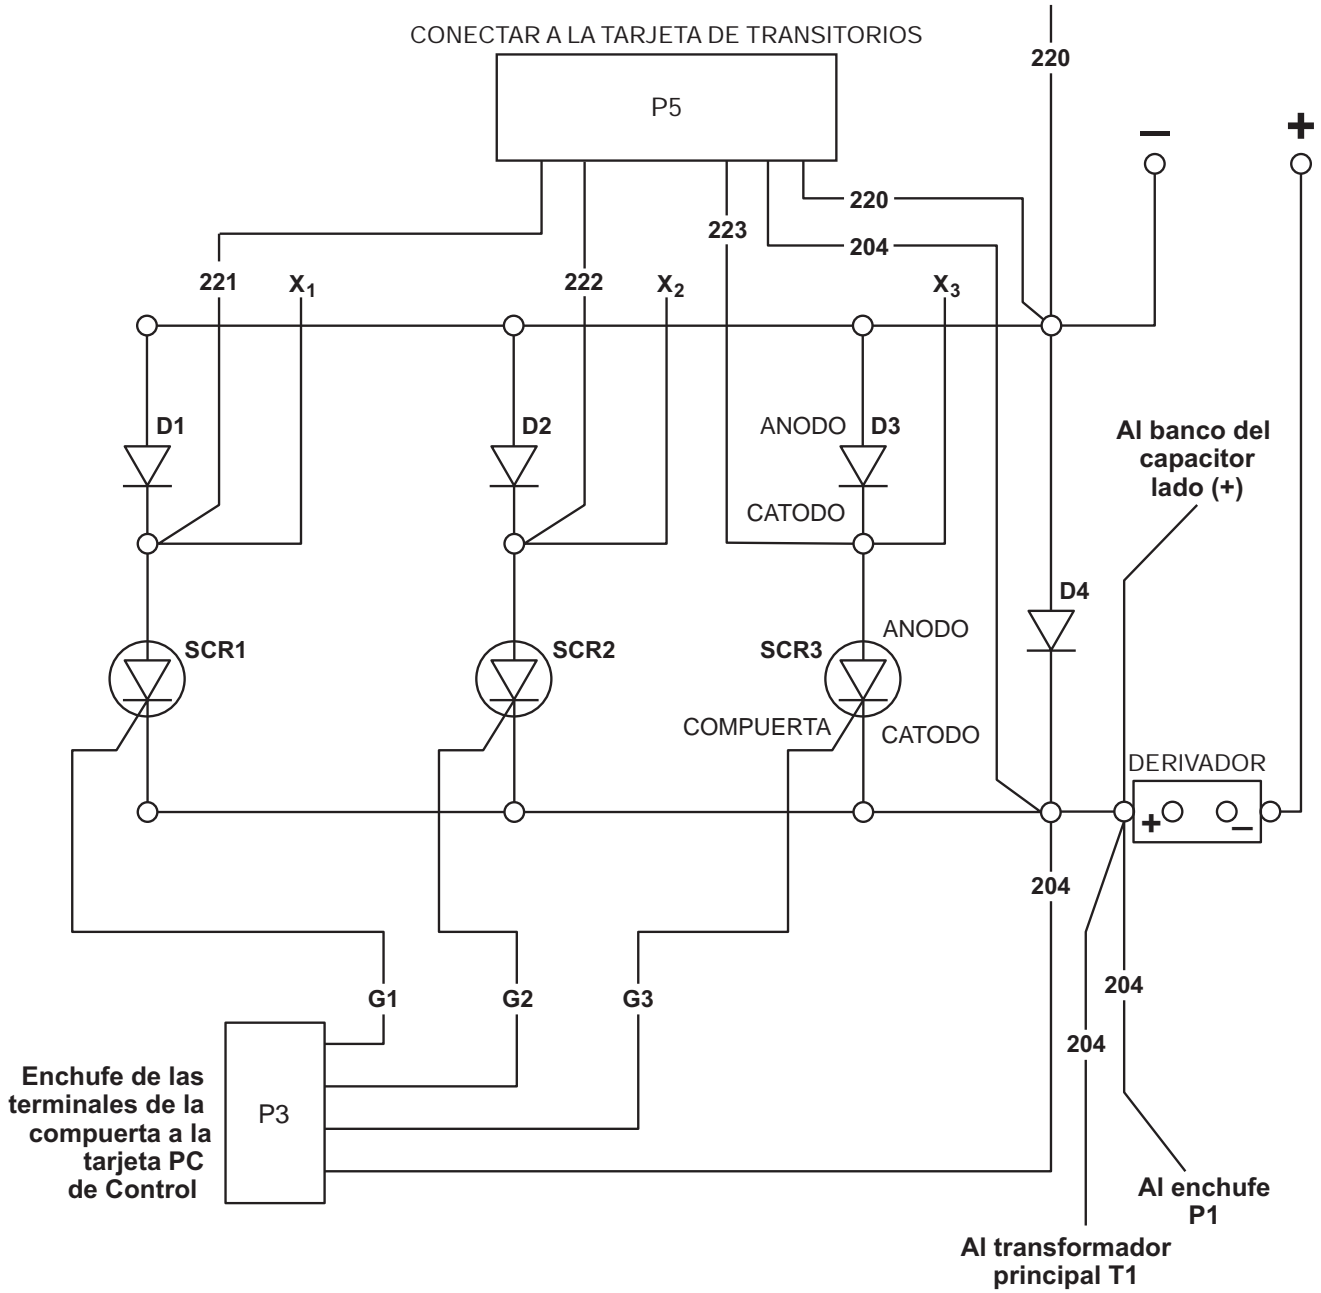 CONECTAR A LA TARJETA DE TRANSITORIOS
220
P5
–
+
220
223
204
221
X1
222
X2
X3
D1
D2
ANODO
D3
Al banco del
capacitor
lado (+)
CATODO
D4
ANODO
SCR1
SCR2
SCR3
COMPUERTA
CATODO
DERIVADOR
+
–
204
204
G1
G2
G3
204
Enchufe de las
terminales de la
compuerta a la
tarjeta PC
de Control
P3
Al enchufe
P1
Al transformador
principal T1